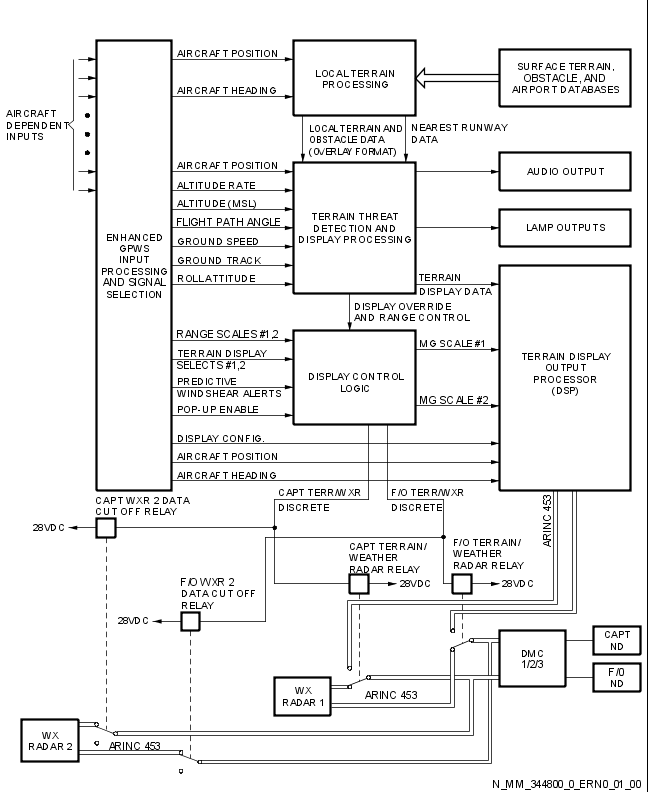 AIRCRAFT POSITION
LOCAL TERRAIN
PROCESSING
SURFACE TERRAIN,
OBSTACLE, AND
AIRPORT DATABASES
AIRCRAFT HEADING
AIRCRAFT
DEPENDENT
INPUTS
LOCAL TERRAIN AND
OBSTACLE DATA
(OVERLAY FORMAT)
NEAREST RUNWAY
DATA
AIRCRAFT POSITION
ALTITUDE RATE
ALTITUDE (MSL)
FLIGHT PATH ANGLE
GROUND SPEED
GROUND TRACK
ROLL ATTITUDE
TERRAIN THREAT
DETECTION AND
DISPLAY PROCESSING
AUDIO OUTPUT
LAMP OUTPUTS
ENHANCED
GPWS
INPUT
PROCESSING
AND SIGNAL
SELECTION
TERRAIN
DISPLAY DATA
DISPLAY OVERRIDE
AND RANGE CONTROL
RANGE SCALES #1,2
TERRAIN DISPLAY
SELECTS #1,2
PREDICTIVE
WINDSHEAR ALERTS
POP-UP ENABLE
DISPLAY CONTROL
LOGIC
MG SCALE #1
MG SCALE #2
TERRAIN DISPLAY
OUTPUT
PROCESSOR
(DSP)
DISPLAY CONFIG.
AIRCRAFT POSITION
AIRCRAFT HEADING
CAPT TERR/WXR
DISCRETE
F/O TERR/WXR
DISCRETE
ARINC 453
CAPT WXR 2 DATA
CUT OFF RELAY
28VDC
F/O WXR 2
DATA CUT OFF
RELAY
28VDC
CAPT TERRAIN/
WEATHER
RADAR RELAY
28VDC
F/O TERRAIN/
WEATHER
RADAR RELAY
28VDC
DMC
1/2/3
CAPT
ND
F/O
ND
WX
RADAR 1
ARINC 453
WX
RADAR 2
ARINC 453
N_MM_344800_0_ERN0_01_00